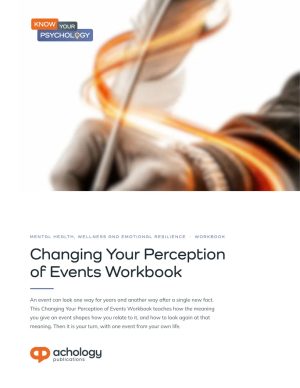 KNOW YOUR
PSYCHOLOGY
MENTAL HEALTH, WELLNESS AND EMOTIONAL RESILIENCE WORKBOOK
Changing Your Perception
of Events Workbook
An event can look one way for years and another way after a single new fact.
This Changing Your Perception of Events Workbook teaches how the meaning
you give an event shapes how you relate to it, and how to look again at that
meaning. Then it is your turn, with one event from your own life.
achology
publications